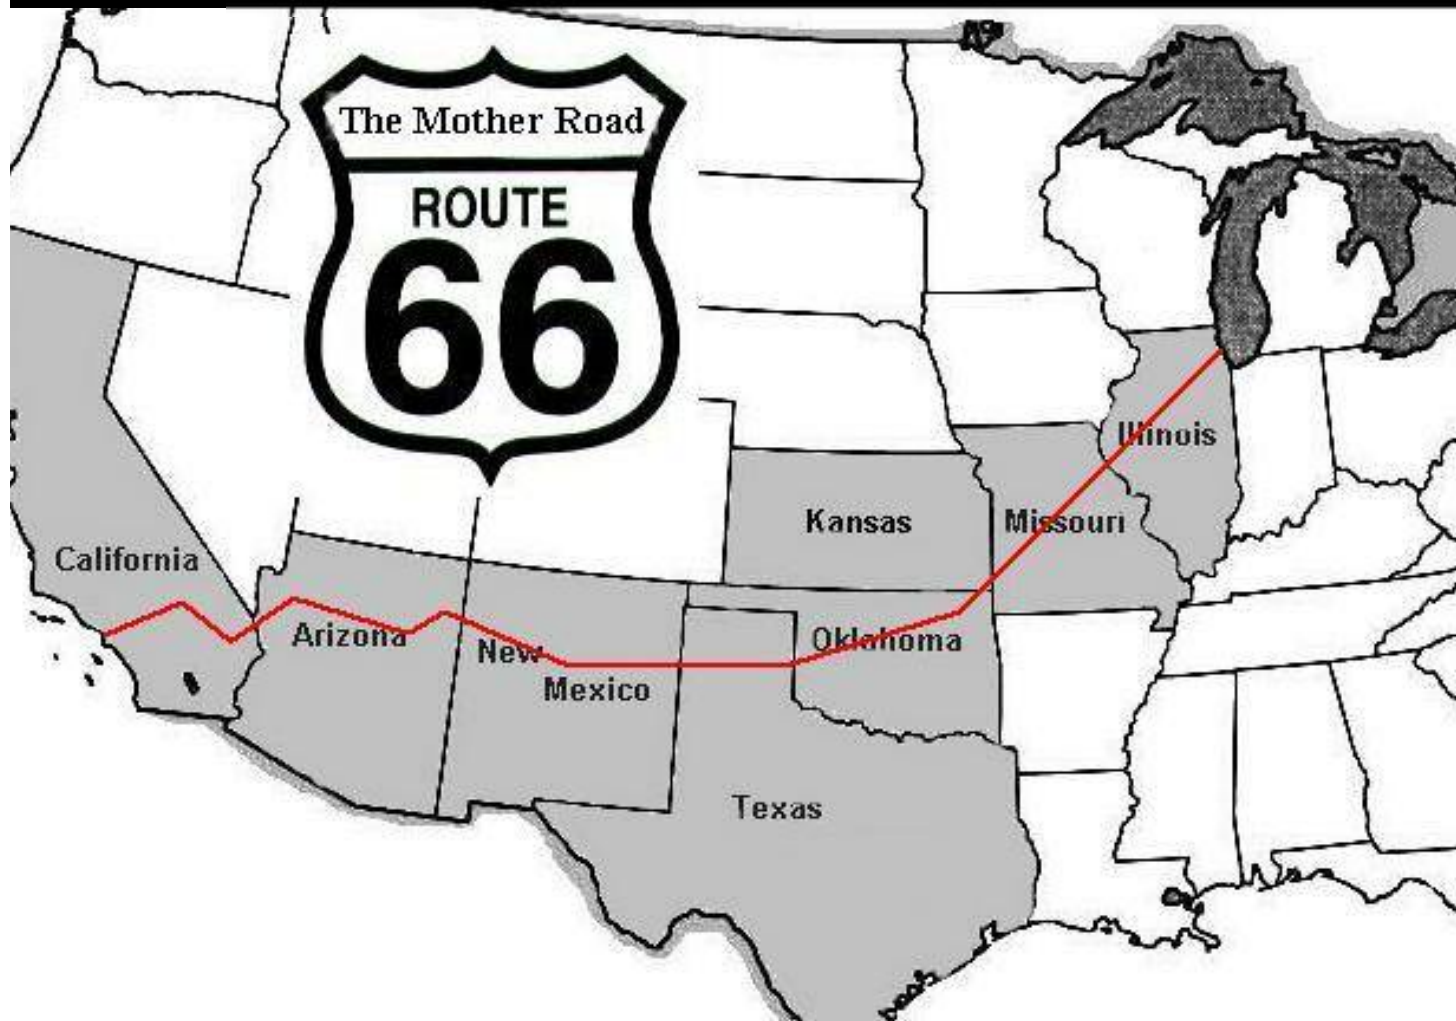 The Mother Road
ROUTE
66
Illinois
Kansas
Missouri
California
Arizona
New
Mexico
Oklahoma
Texas